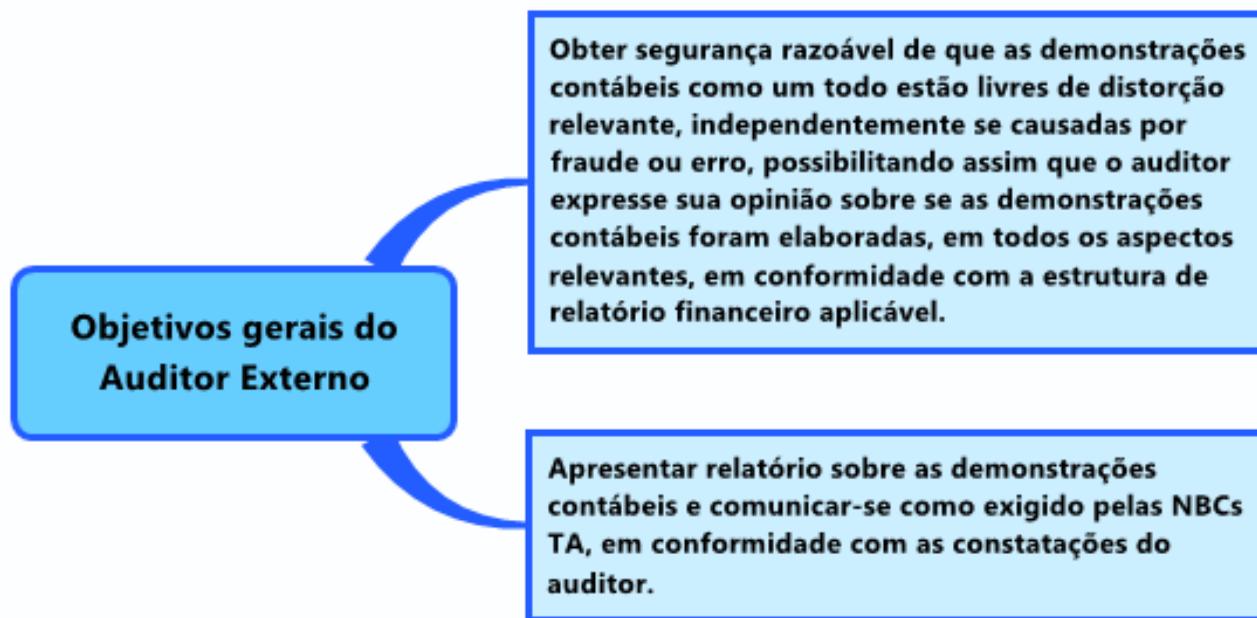 Obter segurança razoável de que as demonstrações
contábeis como um todo estão livres de distorção
relevante, independentemente se causadas por
fraude ou erro, possibilitando assim que o auditor
expresse sua opinião sobre se as demonstrações
contábeis foram elaboradas, em todos os aspectos
relevantes, em conformidade com a estrutura de
relatório financeiro aplicável.
Objetivos gerais do
Auditor Externo
Apresentar relatório sobre as demonstrações
contábeis e comunicar-se como exigido pelas NBCs
TA, em conformidade com as constatações do
auditor.